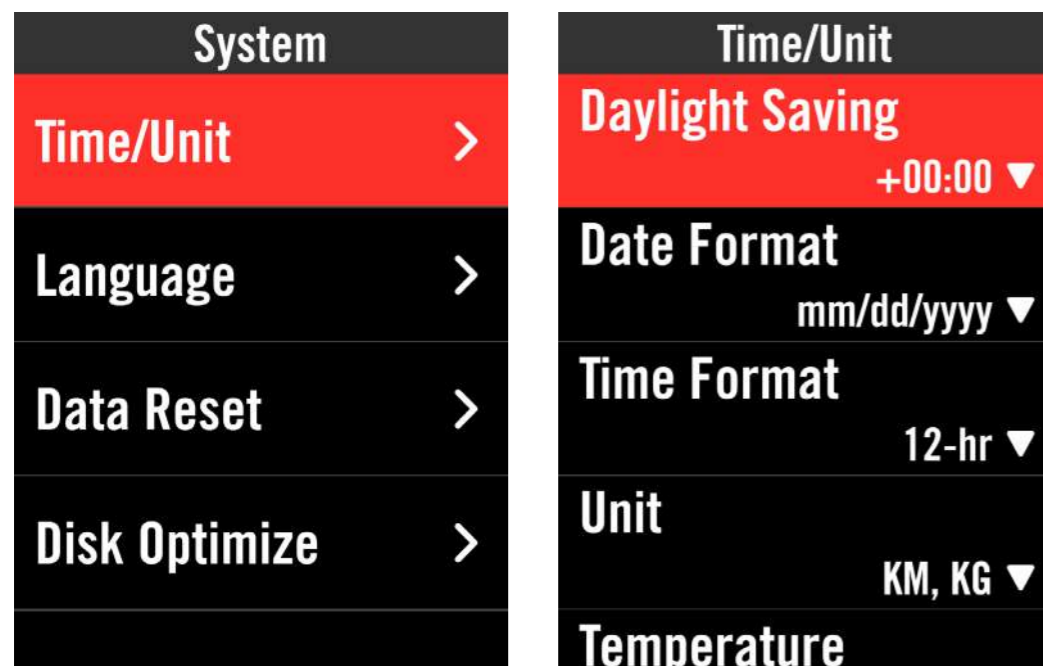 System
Time/Unit
Language
Data Reset
Disk Optimize
Time/Unit
Daylight Saving
+00:00
Date Format
mm/dd/yyyy
Time Format
12-hr
Unit
KM, KG
Temperature